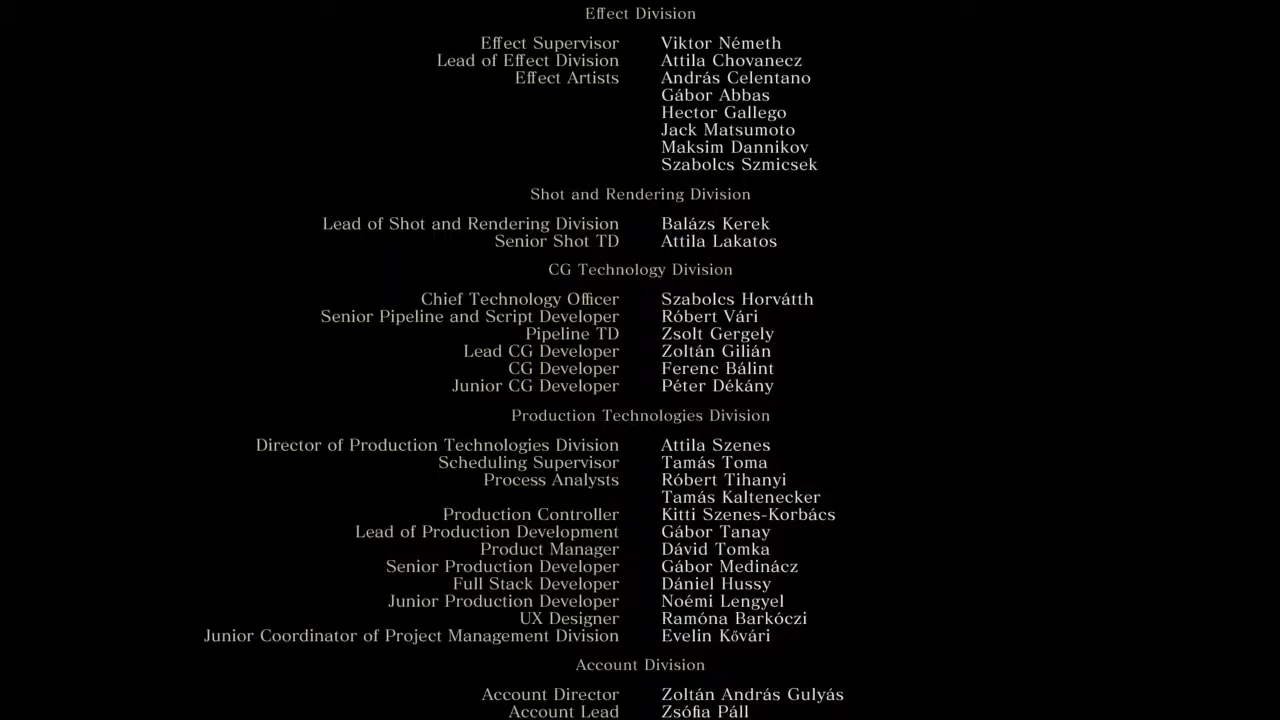 Effect Division
Effect Supervisor Viktor Németh
Lead of Effect Division Attila Chovanecz
Effect Artists András Celentano
Gábor Abbas
Hector Gallego
Jack Matsumoto
Maksim Dannikov
Szabolcs Szmicsek
Shot and Rendering Division
Lead of Shot and Rendering Division Balázs Kerek
Senior Shot TD Attila Lakatos
CG Technology Division
Chief Technology Officer Szabolcs Horvátth
Senior Pipeline and Script Developer Róbert Vári
Pipeline TD Zsolt Gergely
Lead CG Developer Zoltán Gilián
CG Developer Ferenc Bálint
Junior CG Developer Péter Dékány
Production Technologies Division
Director of Production Technologies Division Attila Szenes
Scheduling Supervisor Tamás Toma
Process Analysts Róbert Tihanyi
Tamás Kaltenecker
Production Controller Kitti Szenes-Korbács
Lead of Production Development Gábor Tanay
Product Manager Dávid Tomka
Senior Production Developer Gábor Medinácz
Full Stack Developer Dániel Hussy
Junior Production Developer Noémi Lengyel
UX Designer Ramóna Barkóczi
Junior Coordinator of Project Management Division Evelin Kővári
Account Division
Account Director Zoltán András Gulyás
Account Lead Zsófia Páll